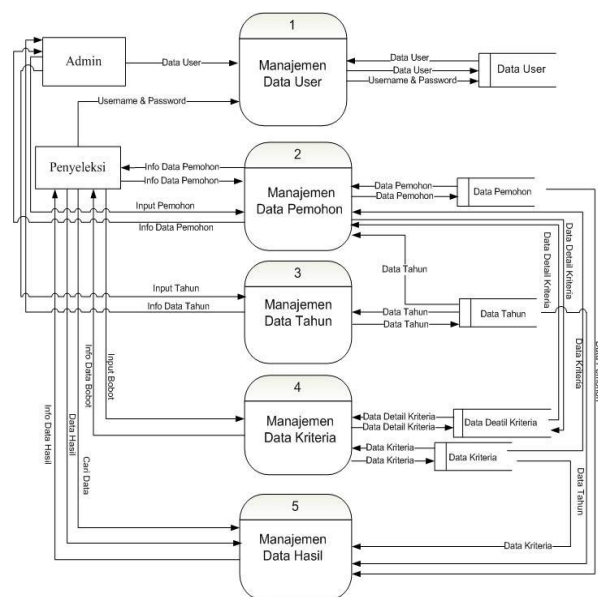 1
Manajemen
Data User
Admin
Data User
Data User
Data User
Username & Password
Data User
Username & Password
Penyeleksi
2
Manajemen
Data Pemohon
Info Data Pemohon
Info Data Pemohon
Input Pemohon
Info Data Pemohon
Data Pemohon
Data Pemohon
Data Pemohon
Data Detail Kriteria
Data Detail Kriteria
Data Tahun
3
Manajemen
Data Tahun
Input Tahun
Info Data Tahun
Data Tahun
Data Tahun
Data Tahun
Data Kriteria
Data Pemohon
4
Manajemen
Data Kriteria
Input Bobot
Info Data Bobot
Cari Data
Data Hasil
Info Data Hasil
Data Detail Kriteria
Data Detail Kriteria
Data Deatil Kriteria
Data Kriteria
Data Kriteria
Data Kriteria
Data Tahun
5
Manajemen
Data Hasil
Data Kriteria